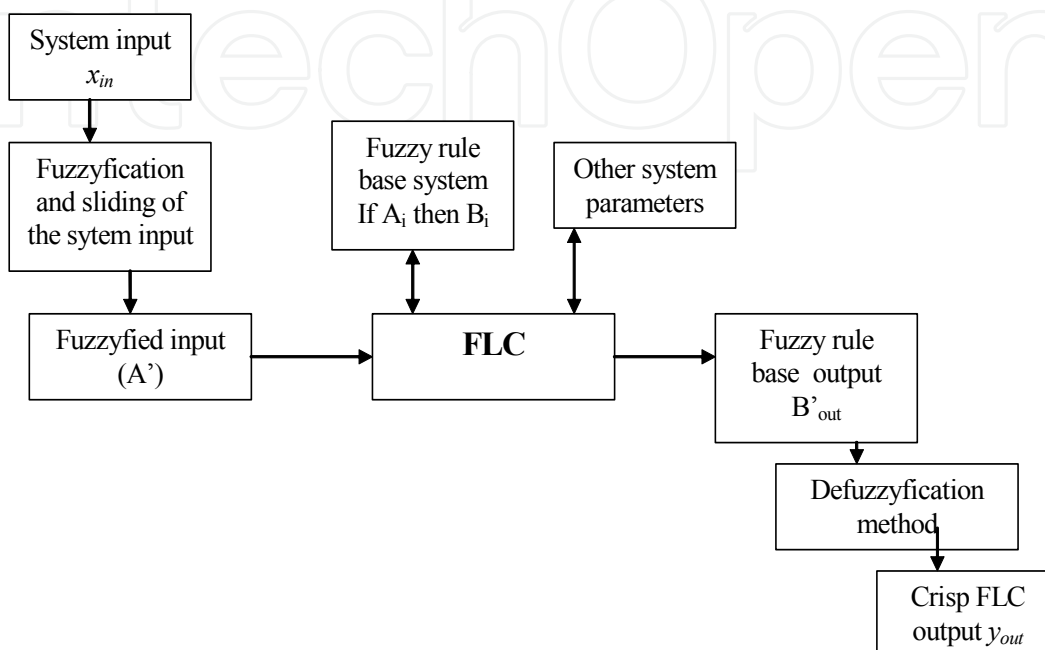 ntechOpen
System input
x_in
Fuzzyfication
and sliding of
the sytem input
Fuzzy rule
base system
If A_i then B_i
Other system
parameters
Fuzzyfied input
(A’)
FLC
Fuzzy rule
base output
B’_out
Defuzzyfication
method
Crisp FLC
output y_out